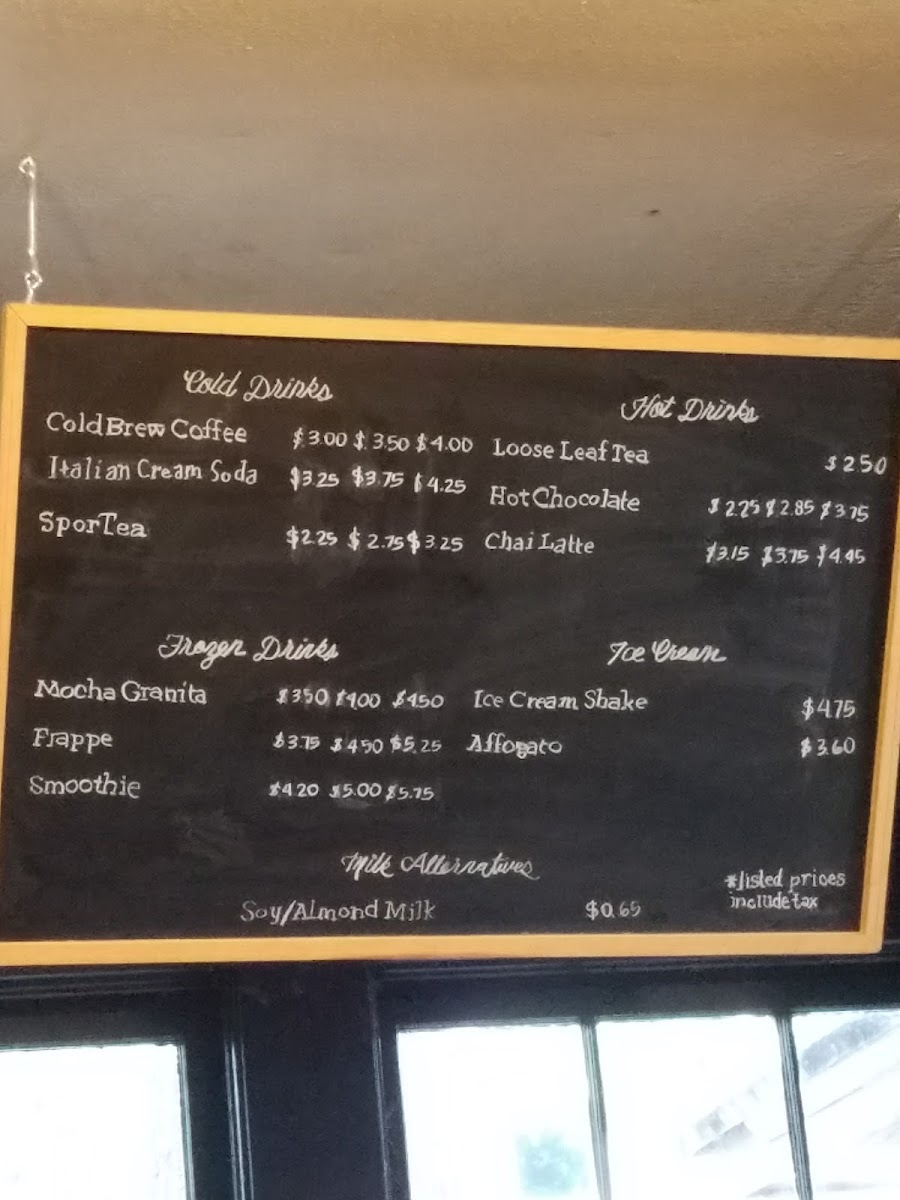 Cold Drinks
Cold Brew Coffee $3.00 $3.50 $4.00
Italian Cream Soda $3.25 $3.75 $4.25
SporTea $2.25 $2.75 $3.25
Hot Drinks
Loose Leaf Tea $2.50
Hot Chocolate $2.25 $2.85 $3.75
Chai Latte $3.15 $3.75 $4.45
Frozen Drinks
Mocha Granita $3.50 $4.00 $4.50
Frappe $3.75 $4.50 $5.25
Smoothie $4.20 $5.00 $5.75
Ice Cream
Ice Cream Shake $4.75
Affogato $3.60
Milk Alternatives
Soy/Almond Milk $0.65
*listed prices
include tax